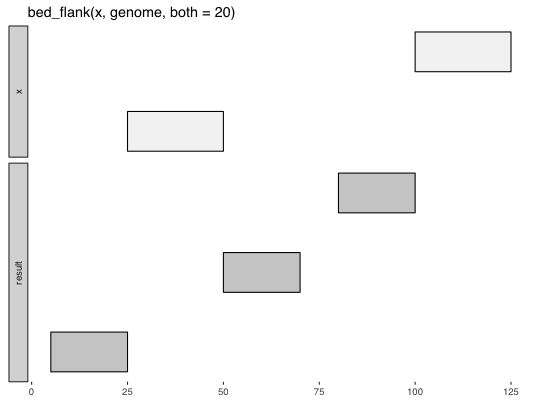 bed_flank(x, genome, both = 20)
x
result
0 25 50 75 100 125